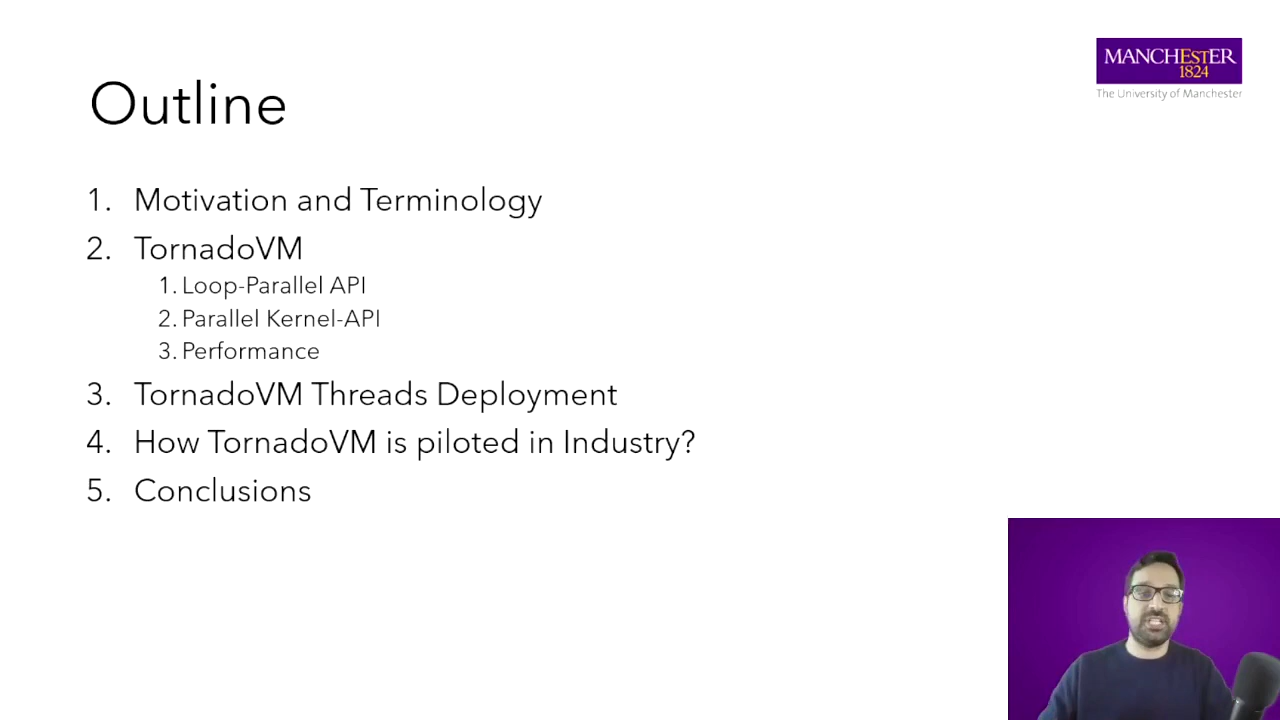 Outline
MANCHESTER
1824
The University of Manchester
1. Motivation and Terminology
2. TornadoVM
1. Loop-Parallel API
2. Parallel Kernel-API
3. Performance
3. TornadoVM Threads Deployment
4. How TornadoVM is piloted in Industry?
5. Conclusions